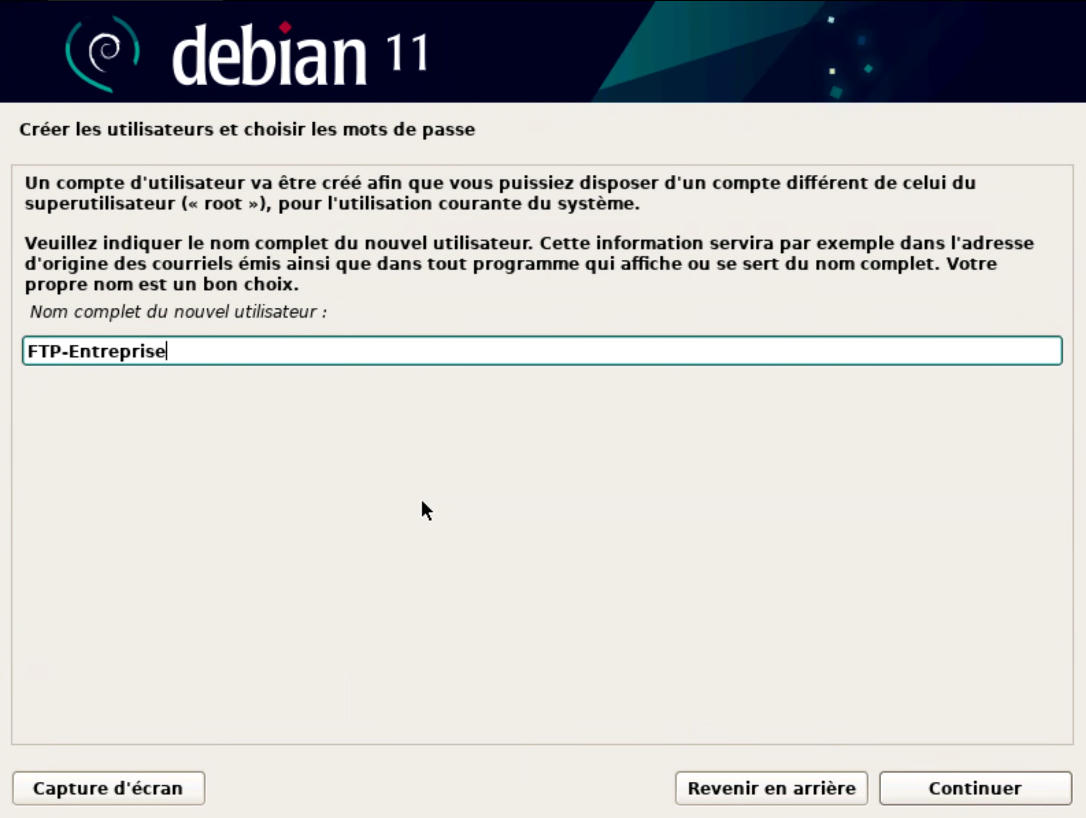 debian 11
Créer les utilisateurs et choisir les mots de passe
Un compte d'utilisateur va être créé afin que vous puissiez disposer d'un compte différent de celui du
superutilisateur (« root »), pour l'utilisation courante du système.
Veuillez indiquer le nom complet du nouvel utilisateur. Cette information servira par exemple dans l'adresse
d'origine des courriels émis ainsi que dans tout programme qui affiche ou se sert du nom complet. Votre
propre nom est un bon choix.
Nom complet du nouvel utilisateur :
FTP-Entreprise
Capture d'écran
Revenir en arrière
Continuer